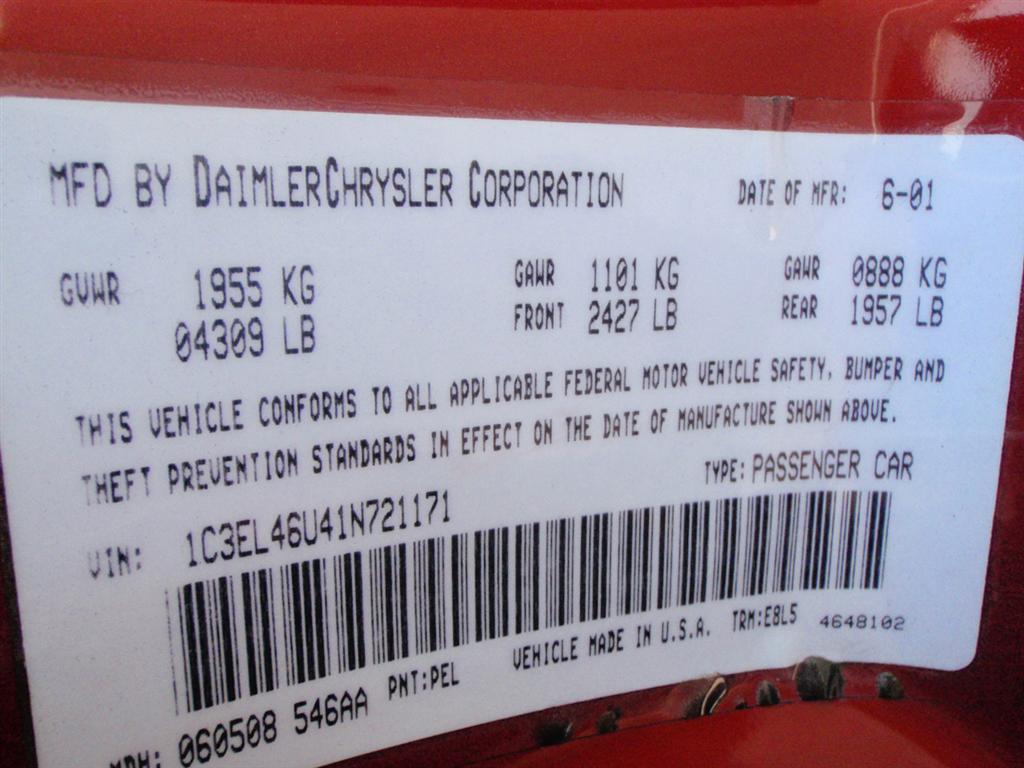 MFD BY DAIMLERCHRYSLER CORPORATION DATE OF MFR: 6-01
GVWR 1955 KG GAWR 1101 KG GAWR 0888 KG
04309 LB FRONT 2427 LB REAR 1957 LB
THIS VEHICLE CONFORMS TO ALL APPLICABLE FEDERAL MOTOR VEHICLE SAFETY, BUMPER AND
THEFT PREVENTION STANDARDS IN EFFECT ON THE DATE OF MANUFACTURE SHOWN ABOVE.
VIN: 1C3EL46U41N721171 TYPE: PASSENGER CAR
MDH: 060508 546AA PNT:PEL VEHICLE MADE IN U.S.A. TRM:E8L5 4648102